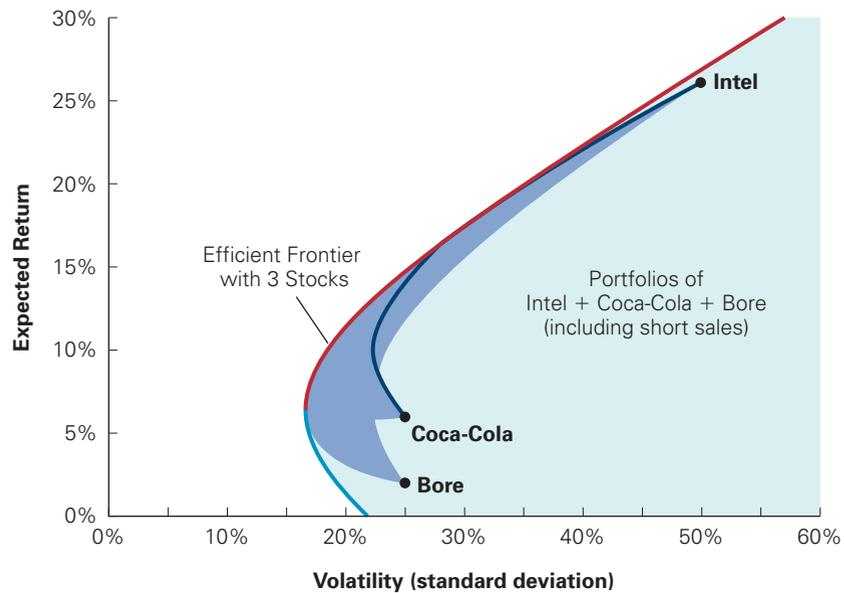 30%
25%
20%
15%
10%
5%
0%
Expected Return
Efficient Frontier
with 3 Stocks
Intel
Portfolios of
Intel + Coca-Cola + Bore
(including short sales)
Coca-Cola
Bore
0% 10% 20% 30% 40% 50% 60%
Volatility (standard deviation)